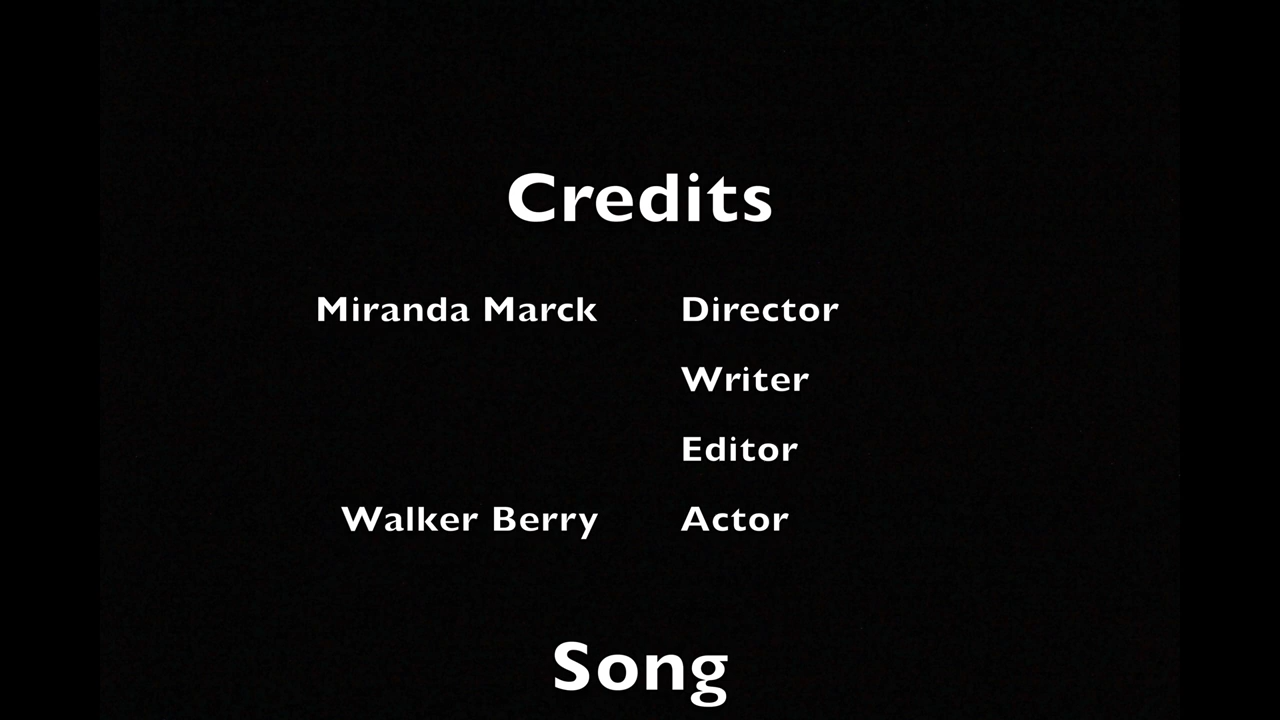 Credits
Miranda Marck Director
Writer
Editor
Walker Berry Actor
Song